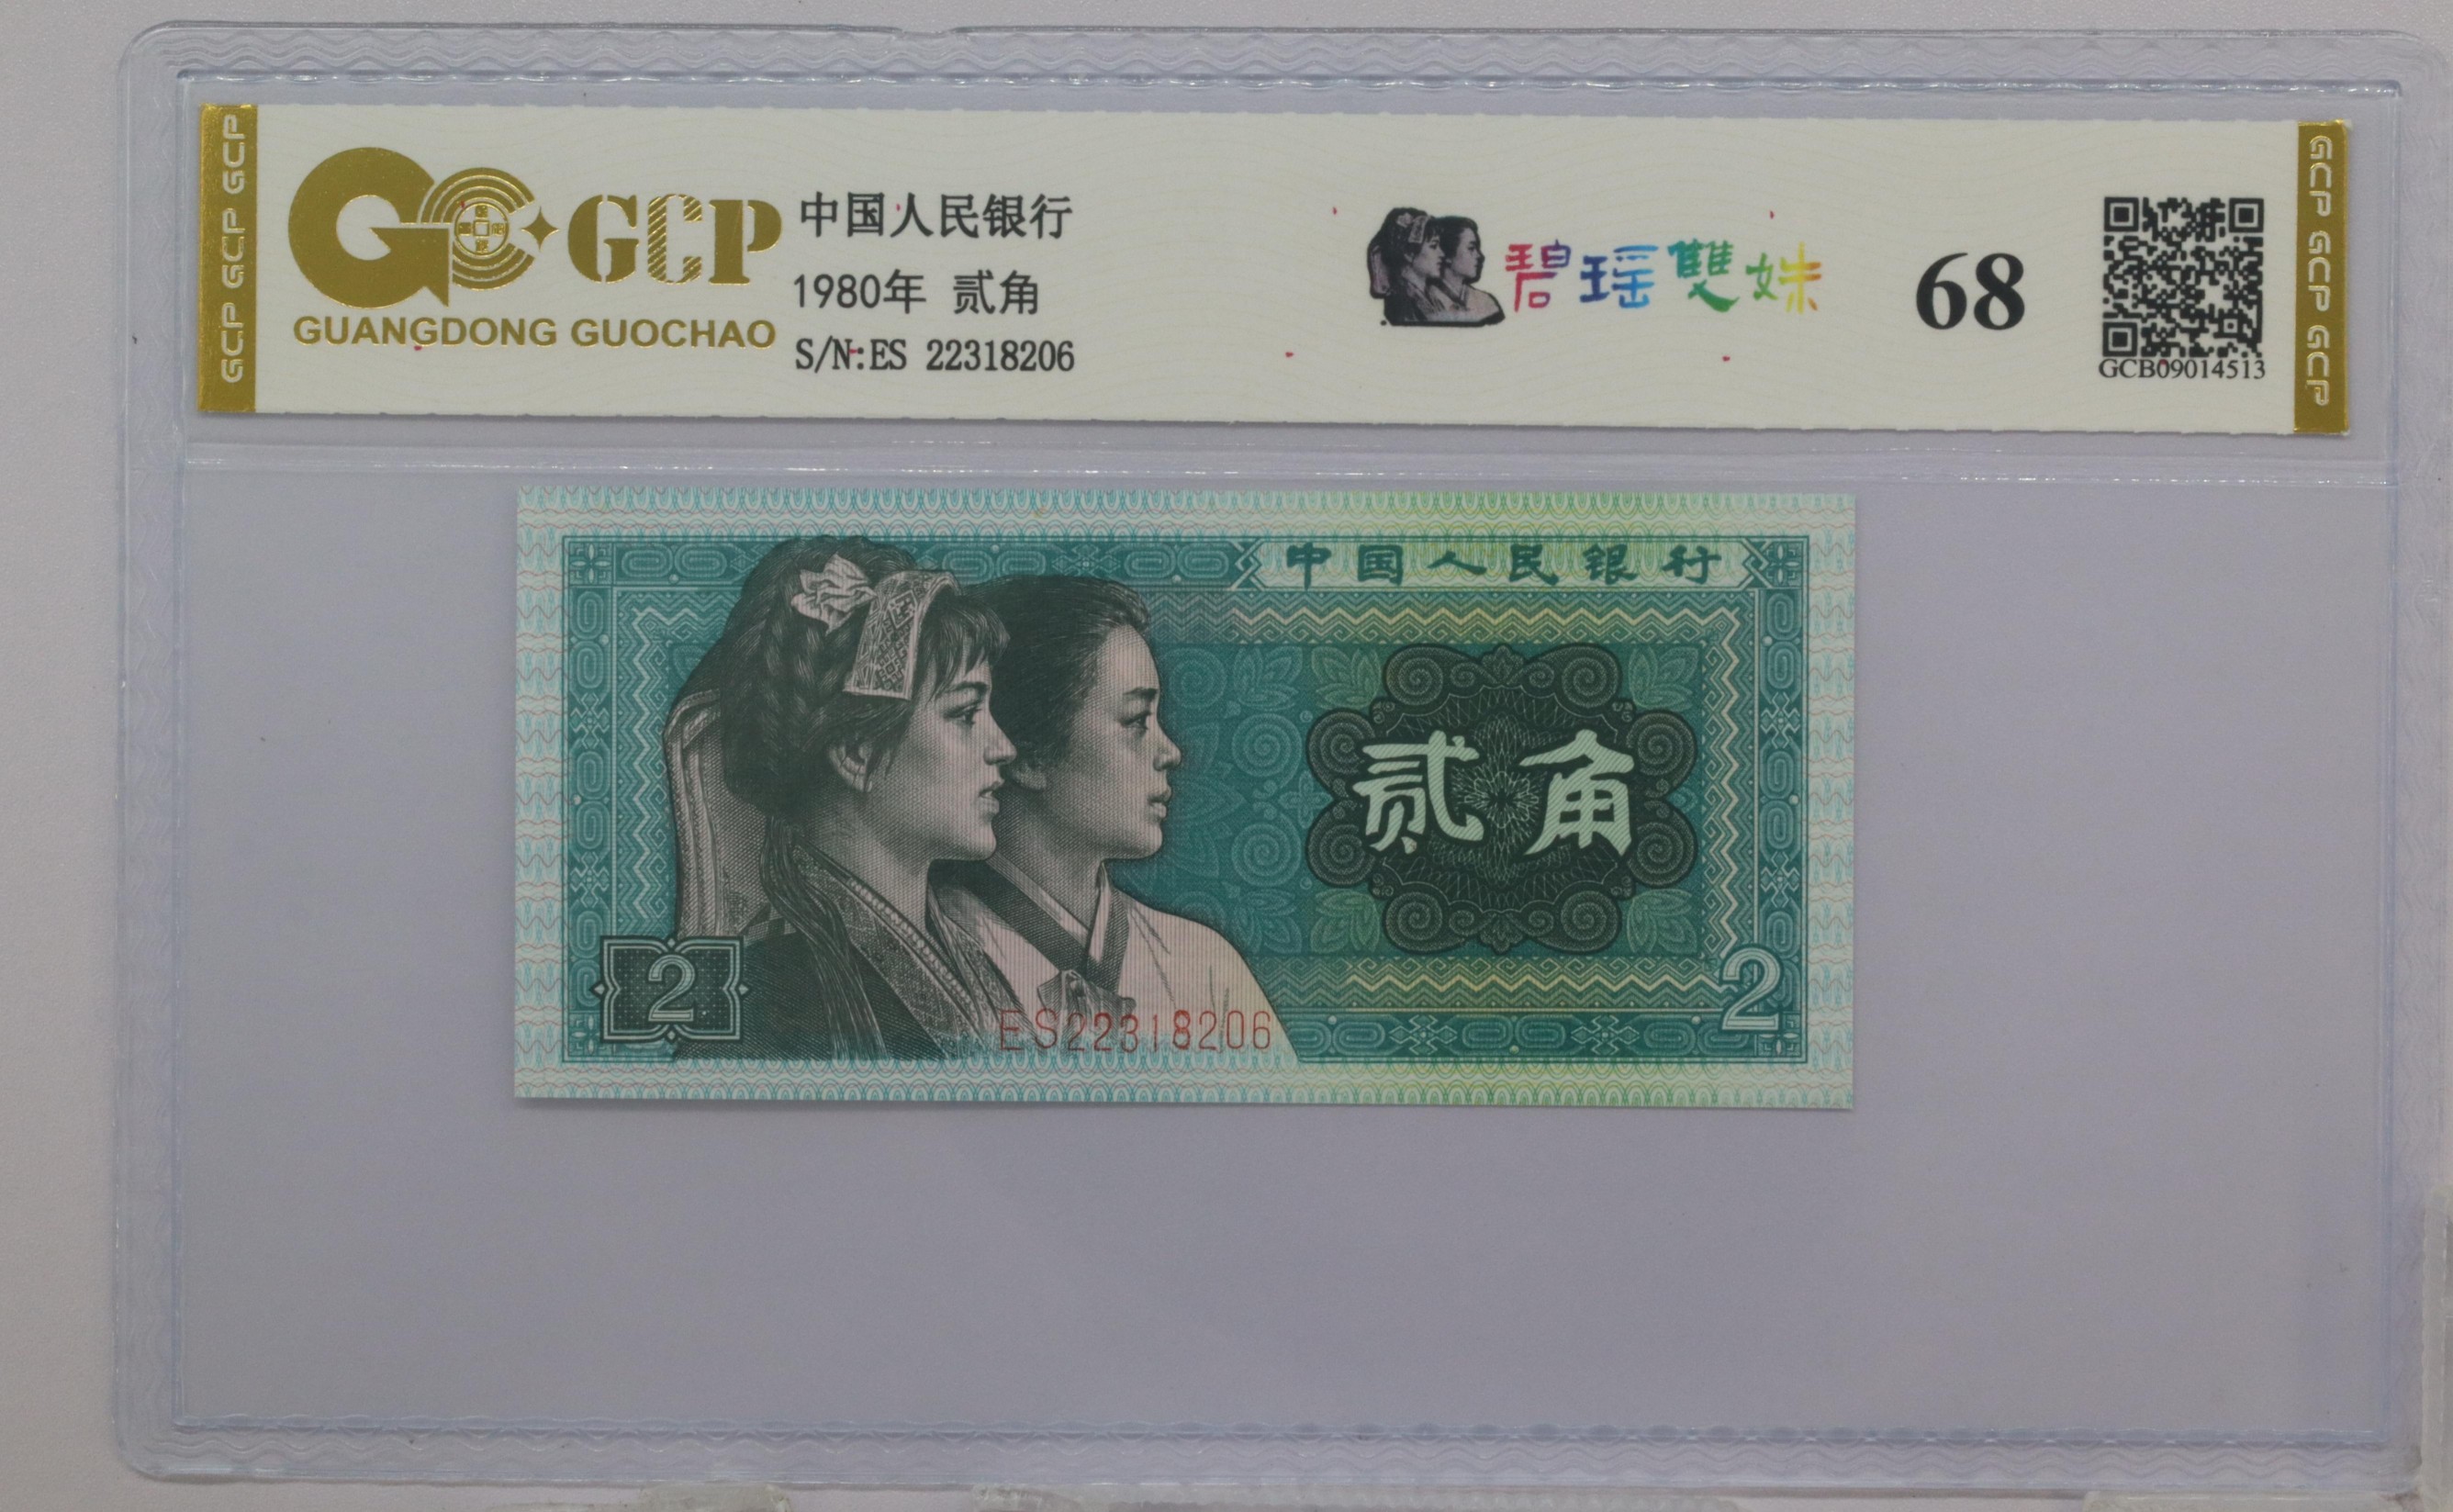 GCP GCP GCP
GCP
GUANGDONG GUOCHAO
中国人民银行
1980年 贰角
S/N:ES 22318206
碧瑶雙姝
68
GCB09014513
GCP GCP GCP
中国人民银行
贰角
2
2
ES22318206